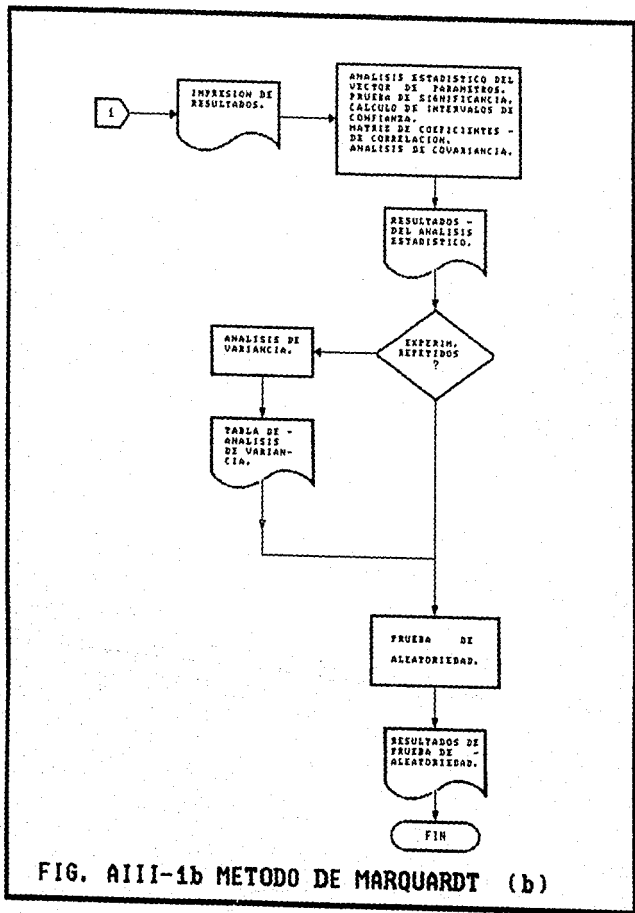 1
IMPRESION DE
RESULTADOS.
ANALISIS ESTADISTICO DEL
VECTOR DE PARAMETROS.
PRUEBA DE SIGNIFICANCIA.
CALCULO DE INTERVALOS DE
CONFIANZA.
MATRIZ DE COEFICIENTES -
DE CORRELACION.
ANALISIS DE COVARIANCIA.
RESULTADOS -
DEL ANALISIS
ESTADISTICO.
EXPERIM.
REPETIDOS
?
ANALISIS DE
VARIANCIA.
TABLA DE -
ANALISIS
DE VARIAN-
CIA.
PRUEBA DE
ALEATORIEDAD.
RESULTADOS DE
PRUEBA DE -
ALEATORIEDAD.
FIN
FIG. AIII-1b METODO DE MARQUARDT (b)